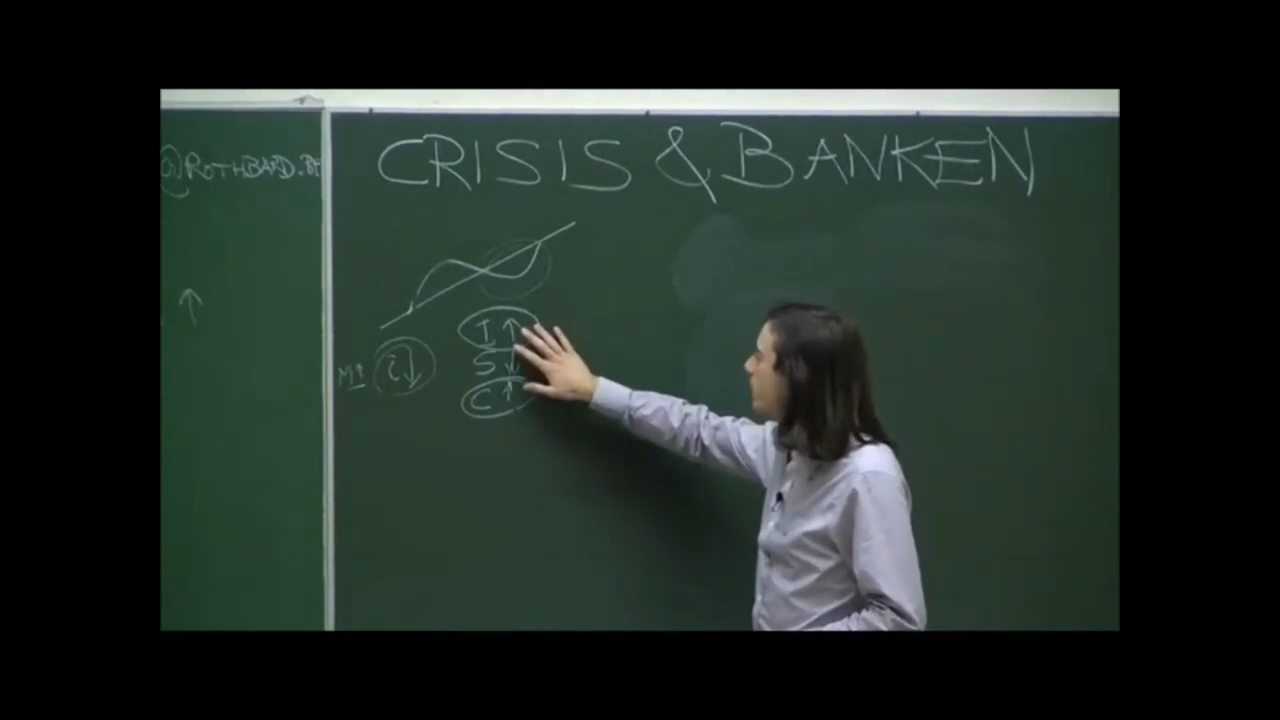 CRISIS & BANKEN
@ROTHBARD.BE
↑
I↑
M↑ i↓ S↓
C↑